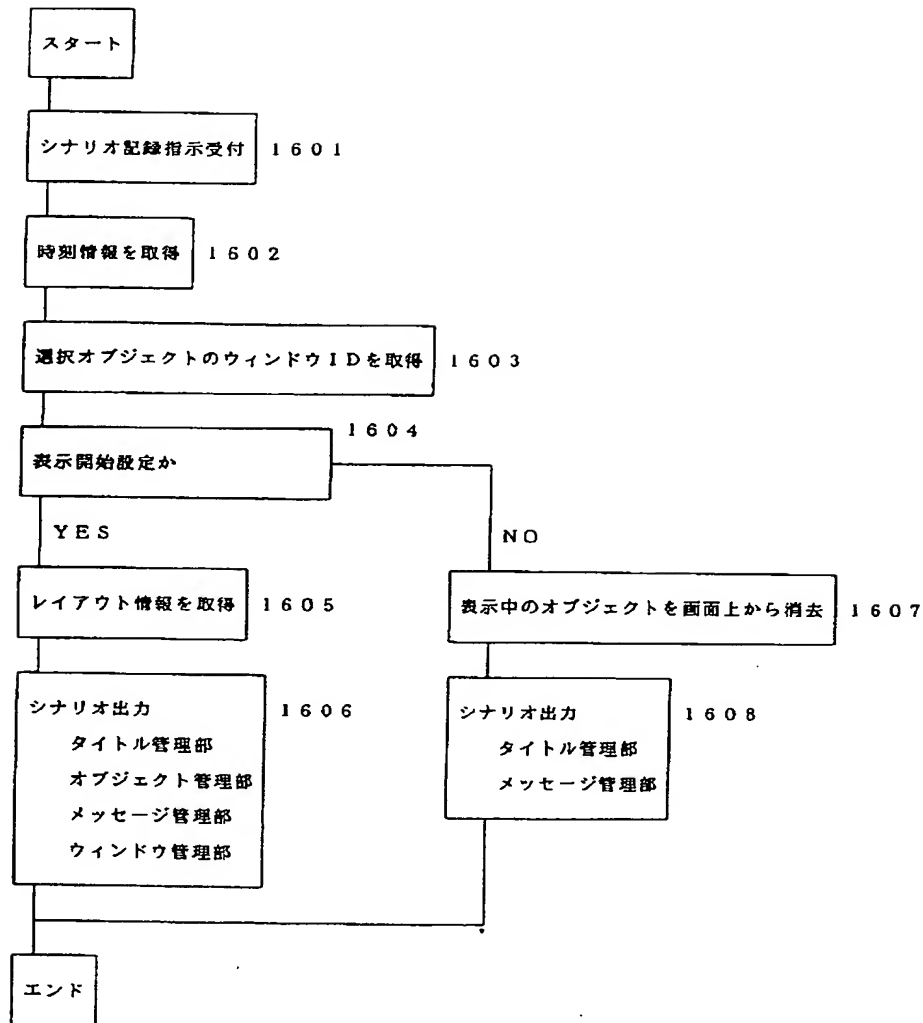 スタート
シナリオ記録指示受付 1601
時刻情報を取得 1602
選択オブジェクトのウィンドウIDを取得 1603
1604
表示開始設定か
YES
NO
レイアウト情報を取得 1605
表示中のオブジェクトを画面上から消去 1607
シナリオ出力 1606
タイトル管理部
オブジェクト管理部
メッセージ管理部
ウィンドウ管理部
シナリオ出力 1608
タイトル管理部
メッセージ管理部
エンド